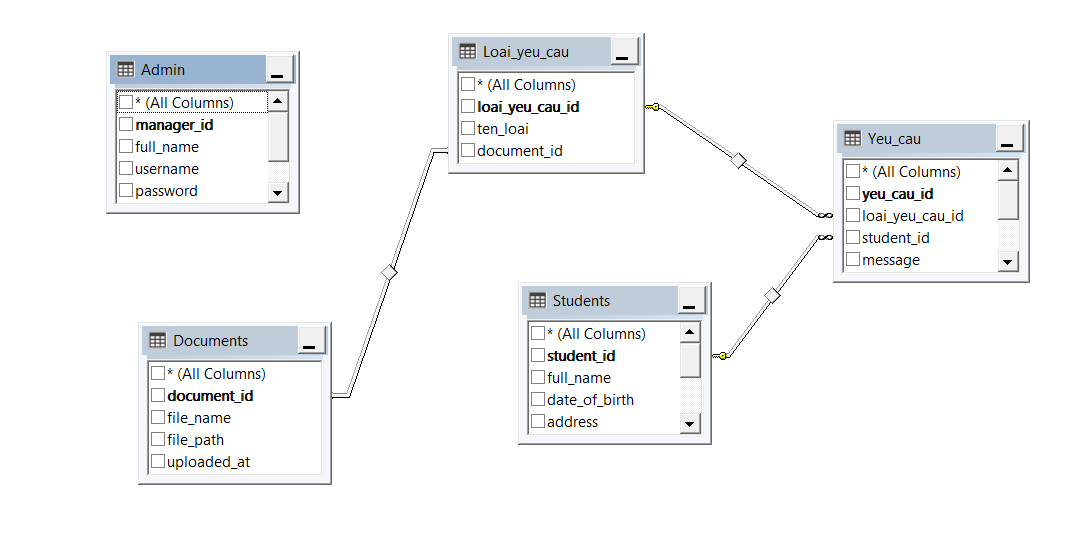 Admin
* (All Columns)
manager_id
full_name
username
password
Loai_yeu_cau
* (All Columns)
loai_yeu_cau_id
ten_loai
document_id
Yeu_cau
* (All Columns)
yeu_cau_id
loai_yeu_cau_id
student_id
message
Students
* (All Columns)
student_id
full_name
date_of_birth
address
Documents
* (All Columns)
document_id
file_name
file_path
uploaded_at